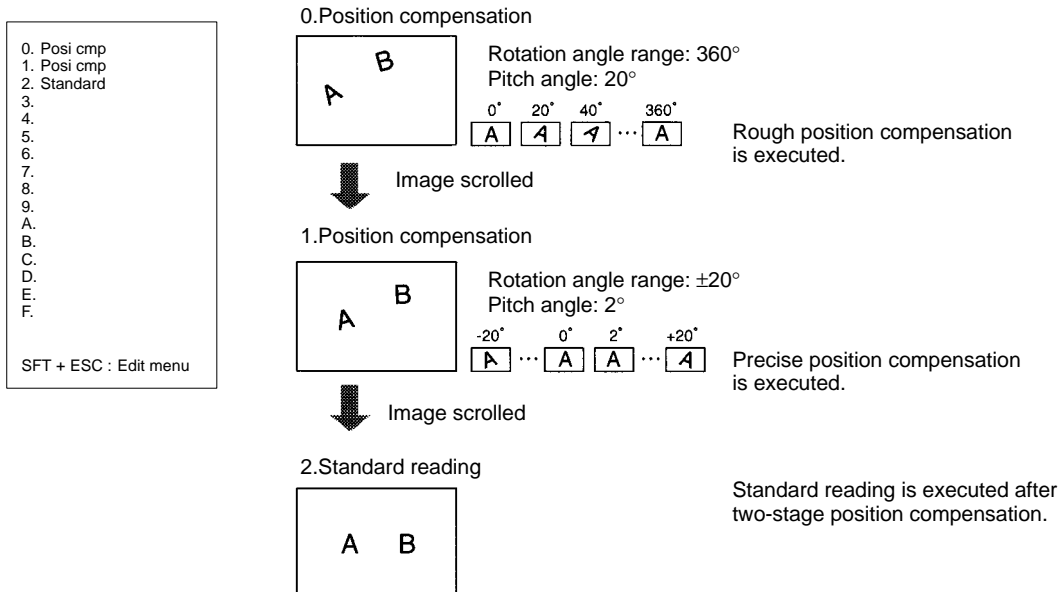 0. Posi cmp
1. Posi cmp
2. Standard
3.
4.
5.
6.
7.
8.
9.
A.
B.
C.
D.
E.
F.
SFT + ESC : Edit menu
0.Position compensation
A B
Rotation angle range: 360°
Pitch angle: 20°
0° 20° 40° 360°
A A A ... A
Rough position compensation
is executed.
Image scrolled
1.Position compensation
A B
Rotation angle range: ±20°
Pitch angle: 2°
-20° 0° 2° +20°
A ... A A ... A
Precise position compensation
is executed.
Image scrolled
2.Standard reading
A B
Standard reading is executed after
two-stage position compensation.